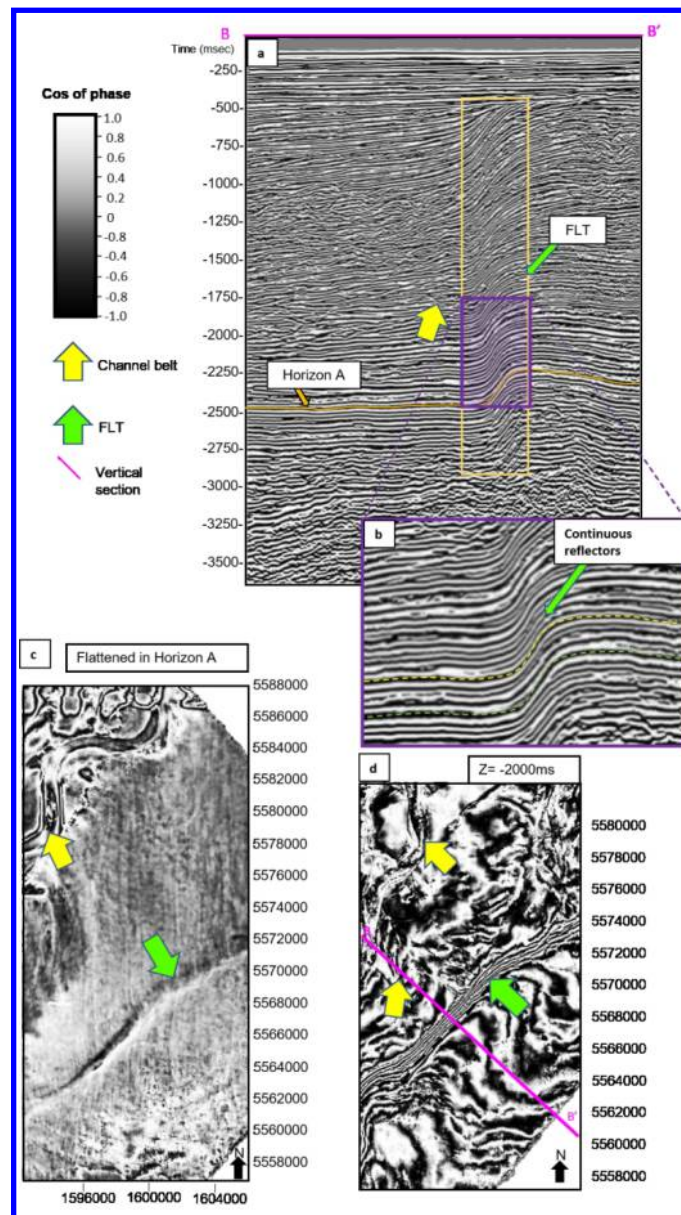 B
B'
Time (msec)
a
-250-
-500-
-750-
-1000-
-1250-
-1500-
-1750-
-2000-
-2250-
-2500-
-2750-
-3000-
-3250-
-3500-
Cos of phase
1.0
0.8
0.6
0.4
0
-0.8
-0.4
-0.6
-0.8
-1.0
Channel belt
FLT
Vertical
section
FLT
Horizon A
b
Continuous
reflectors
c
Flattened in Horizon A
5588000
5586000
5584000
5582000
5580000
5578000
5576000
5574000
5572000
5570000
5568000
5566000
5564000
5562000
5560000
5558000
N
1596000 1600000 1604000
d
Z= -2000ms
5580000
5578000
5576000
5574000
5572000
5570000
5568000
5566000
5564000
5562000
5560000
5558000
B
B'
N